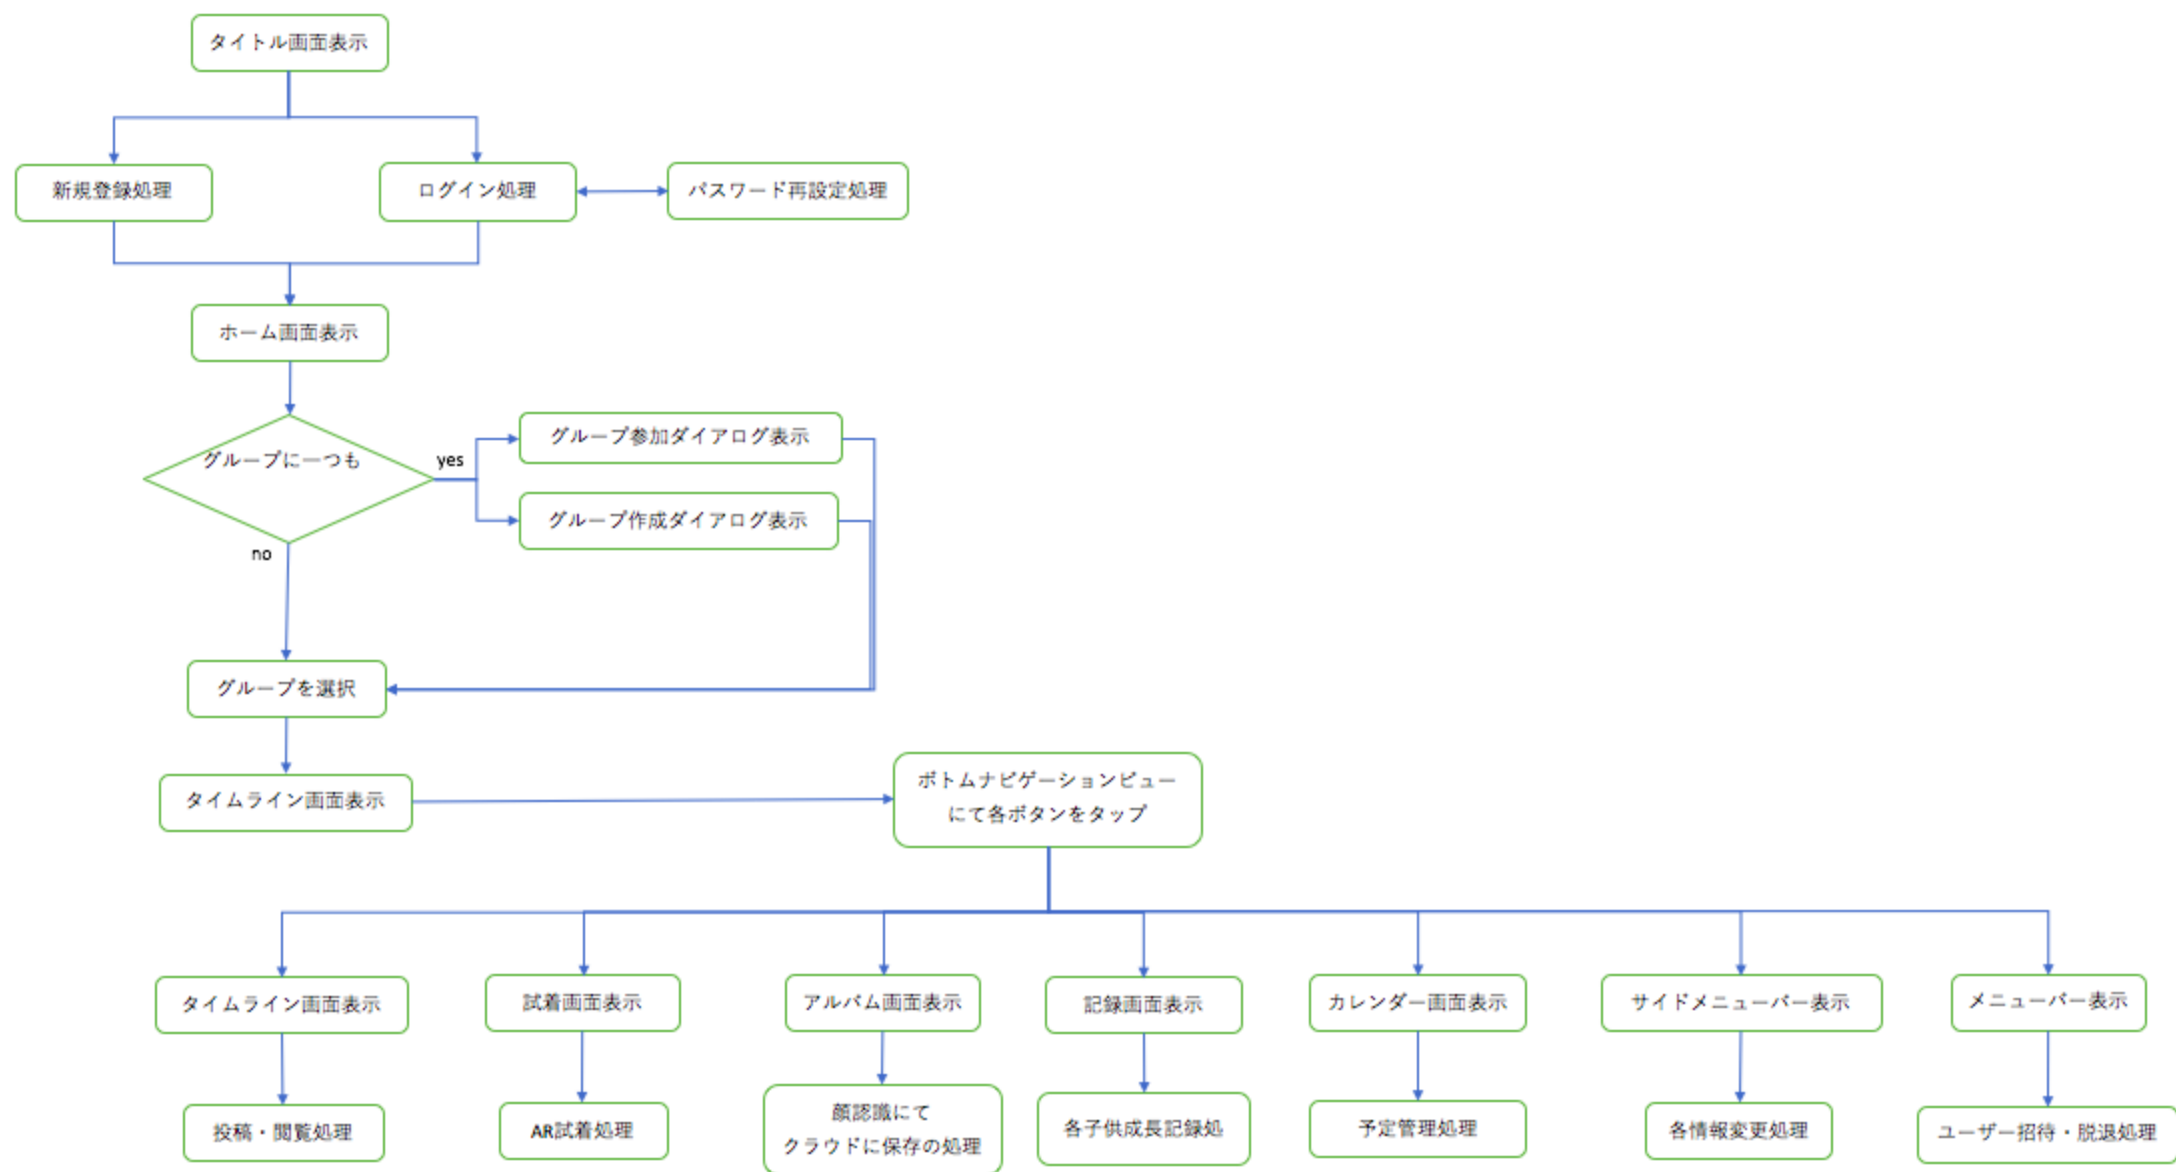 タイトル画面表示
新規登録処理
ログイン処理
パスワード再設定処理
ホーム画面表示
グループに一つも
yes
グループ参加ダイアログ表示
グループ作成ダイアログ表示
no
グループを選択
タイムライン画面表示
ボトムナビゲーションビュー
にて各ボタンをタップ
タイムライン画面表示
試着画面表示
アルバム画面表示
記録画面表示
カレンダー画面表示
サイドメニューバー表示
メニューバー表示
投稿・閲覧処理
AR試着処理
顔認識にて
クラウドに保存の処理
各子供成長記録処
予定管理処理
各情報変更処理
ユーザー招待・脱退処理